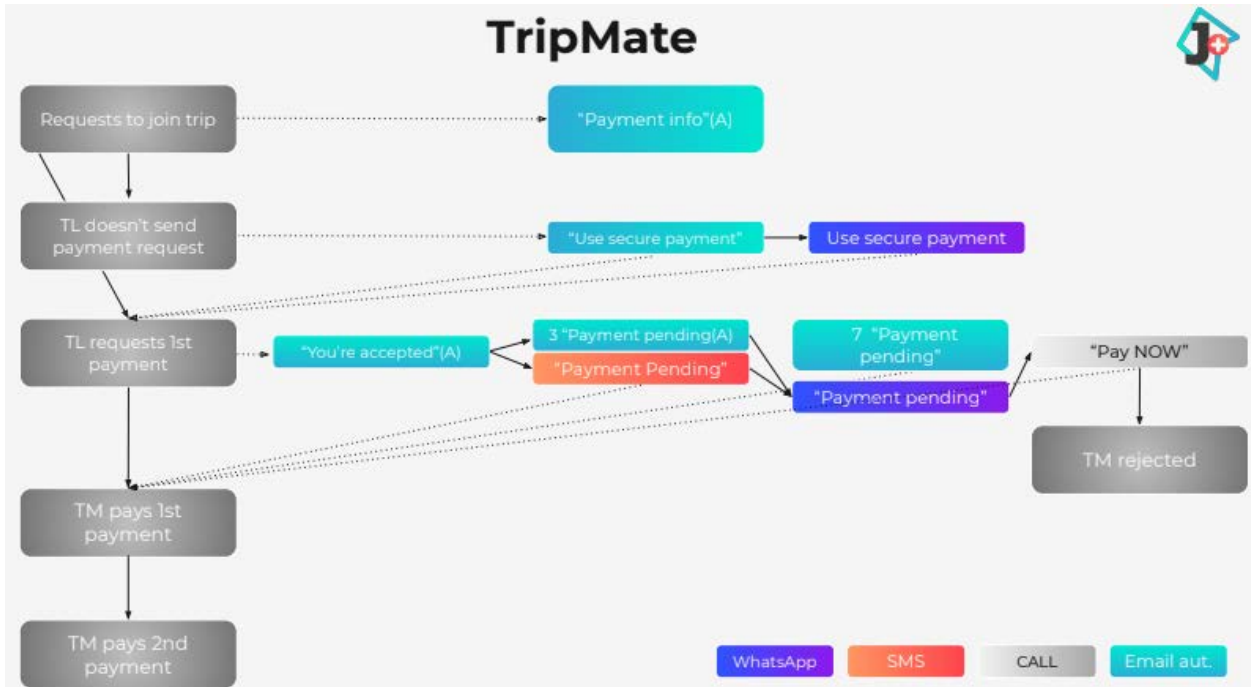 TripMate
J+
Requests to join trip
“Payment info”(A)
TL doesn’t send
payment request
“Use secure payment”
Use secure payment
TL requests 1st
payment
“You’re accepted”(A)
3 “Payment pending(A)
“Payment Pending”
7 “Payment
pending”
“Payment pending”
“Pay NOW”
TM rejected
TM pays 1st
payment
TM pays 2nd
payment
WhatsApp
SMS
CALL
Email aut.